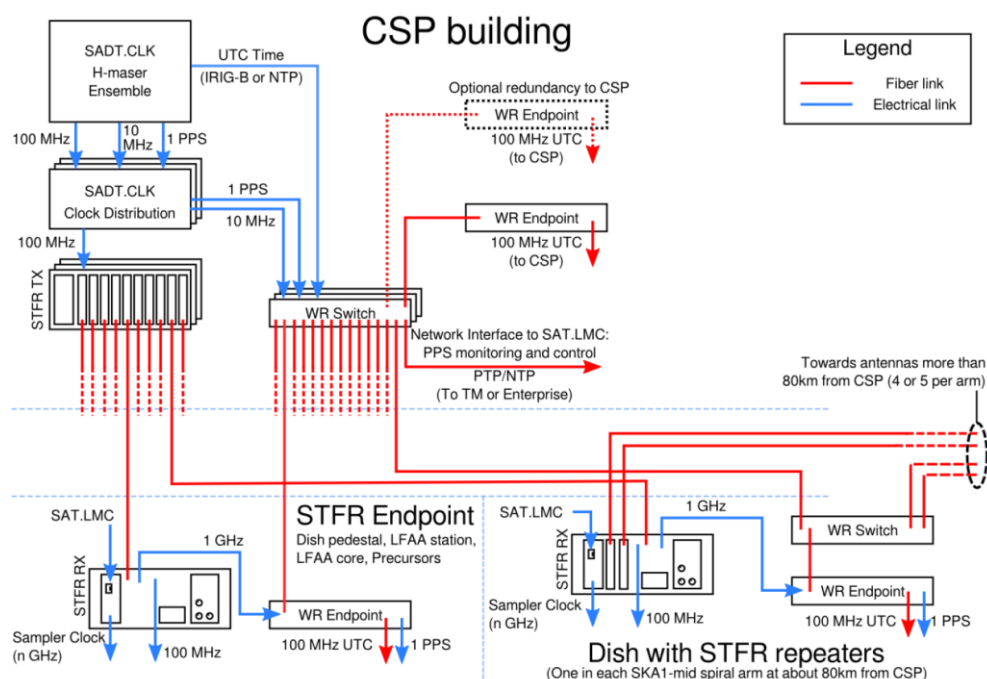 CSP building
SADT.CLK
H-maser
Ensemble
UTC Time
(IRIG-B or NTP)
Legend
Fiber link
Electrical link
Optional redundancy to CSP
WR Endpoint
100 MHz UTC
(to CSP)
100 MHz
10
MHz
1 PPS
SADT.CLK
Clock Distribution
1 PPS
10 MHz
WR Endpoint
100 MHz UTC
(to CSP)
100 MHz
STFR TX
WR Switch
Network Interface to SAT.LMC:
PPS monitoring and control
PTP/NTP
(To TM or Enterprise)
Towards antennas more than
80km from CSP (4 or 5 per arm)
SAT.LMC
1 GHz
STFR Endpoint
Dish pedestal, LFAA station,
LFAA core, Precursors
STFR RX
WR Endpoint
Sampler Clock
(n GHz)
100 MHz
100 MHz UTC
1 PPS
SAT.LMC
1 GHz
WR Switch
STFR RX
WR Endpoint
Sampler Clock
(n GHz)
100 MHz
100 MHz UTC
1 PPS
Dish with STFR repeaters
(One in each SKA1-mid spiral arm at about 80km from CSP)